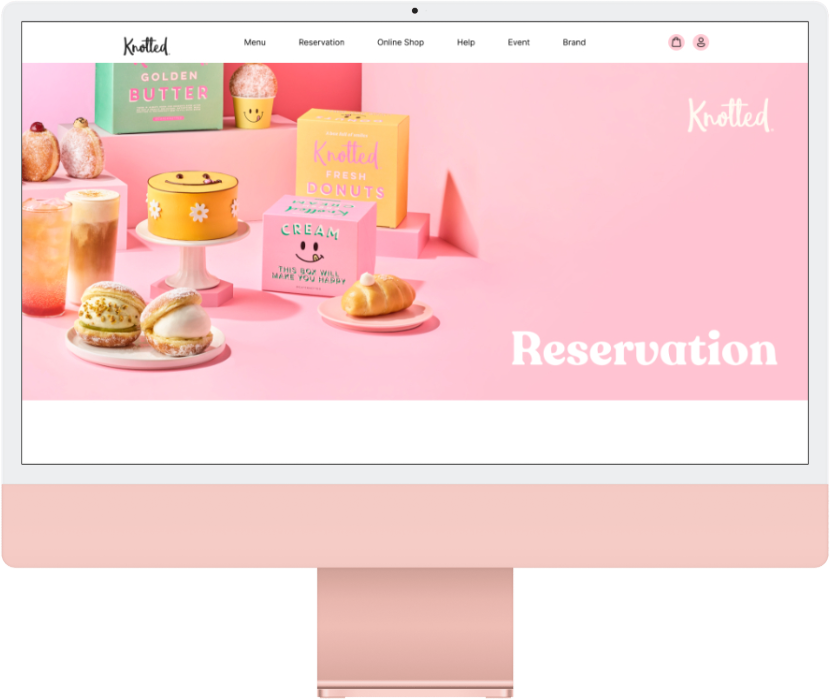 Knotted.
Menu
Reservation
Online Shop
Help
Event
Brand
GOLDEN
BUTTER
Knotted.
Knotted
FRESH
DONUTS
CREAM
THIS BOX WILL
MAKE YOU HAPPY
Reservation